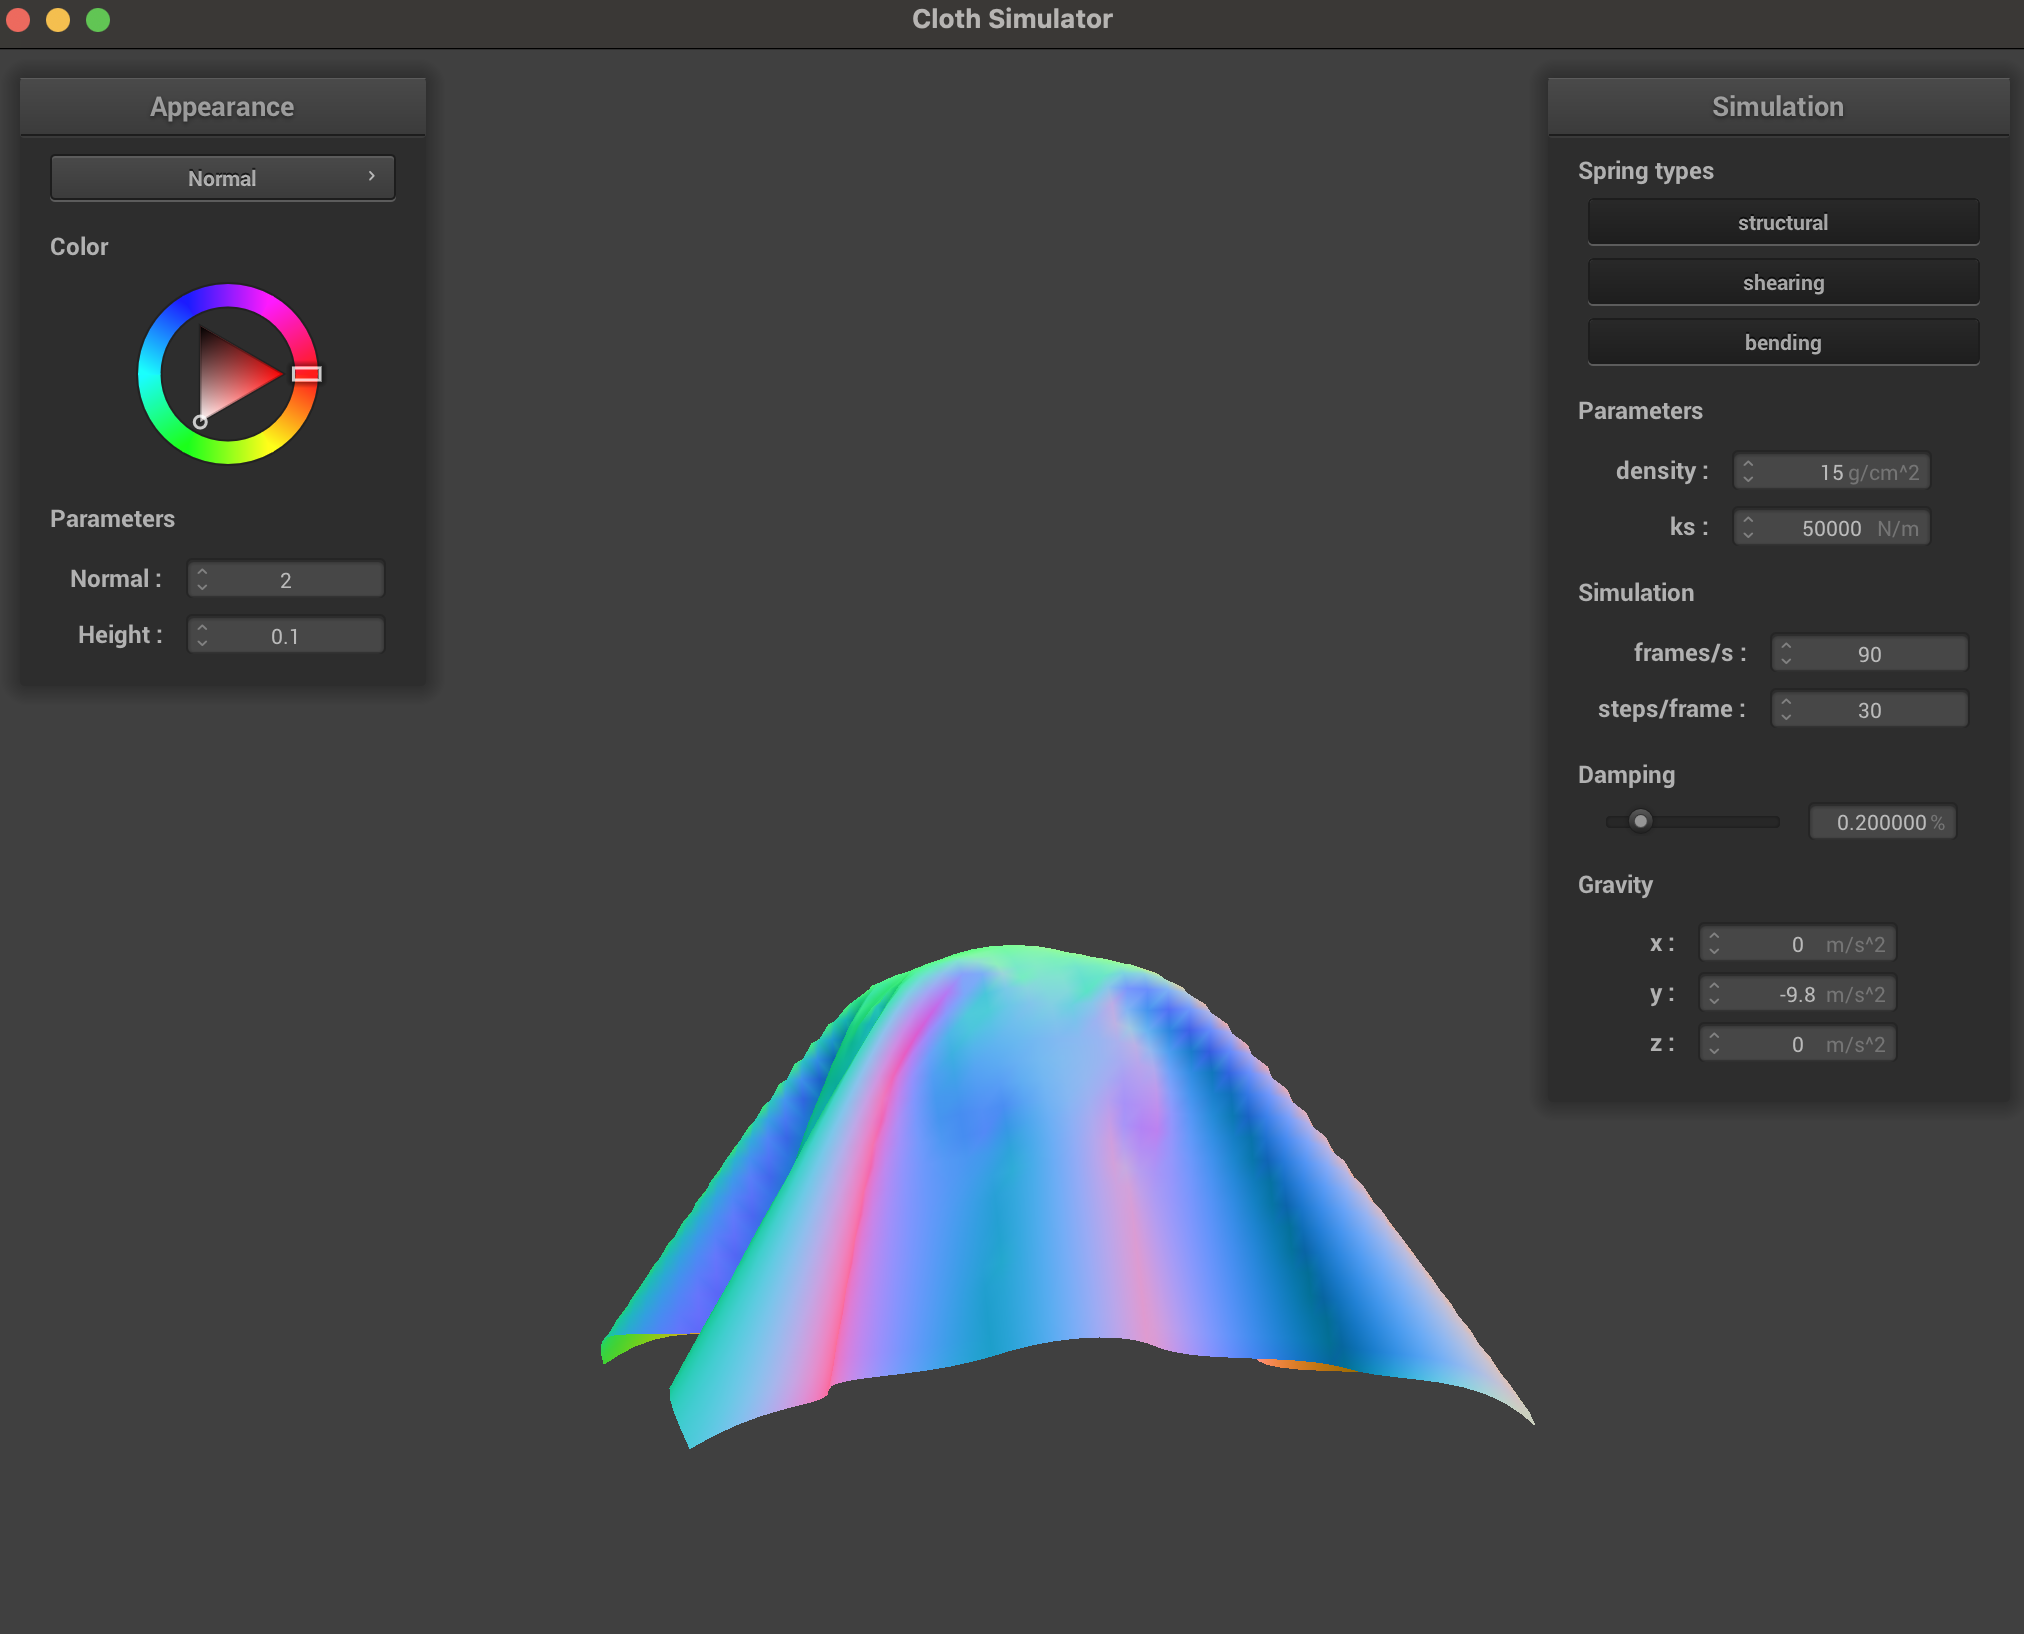 Cloth Simulator
Appearance
Normal
Color
Parameters
Normal : 2
Height : 0.1
Simulation
Spring types
structural
shearing
bending
Parameters
density : 15 g/cm^2
ks : 50000 N/m
Simulation
frames/s : 90
steps/frame : 30
Damping
0.200000 %
Gravity
x : 0 m/s^2
y : -9.8 m/s^2
z : 0 m/s^2